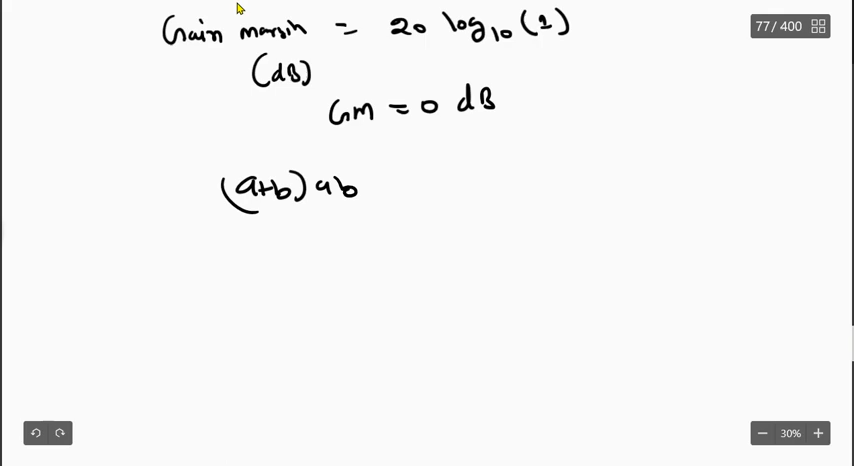 77/400
Gain margin = 20 log₁₀ (1)
(dB)
GM = 0 dB
(a+b) ab
30%